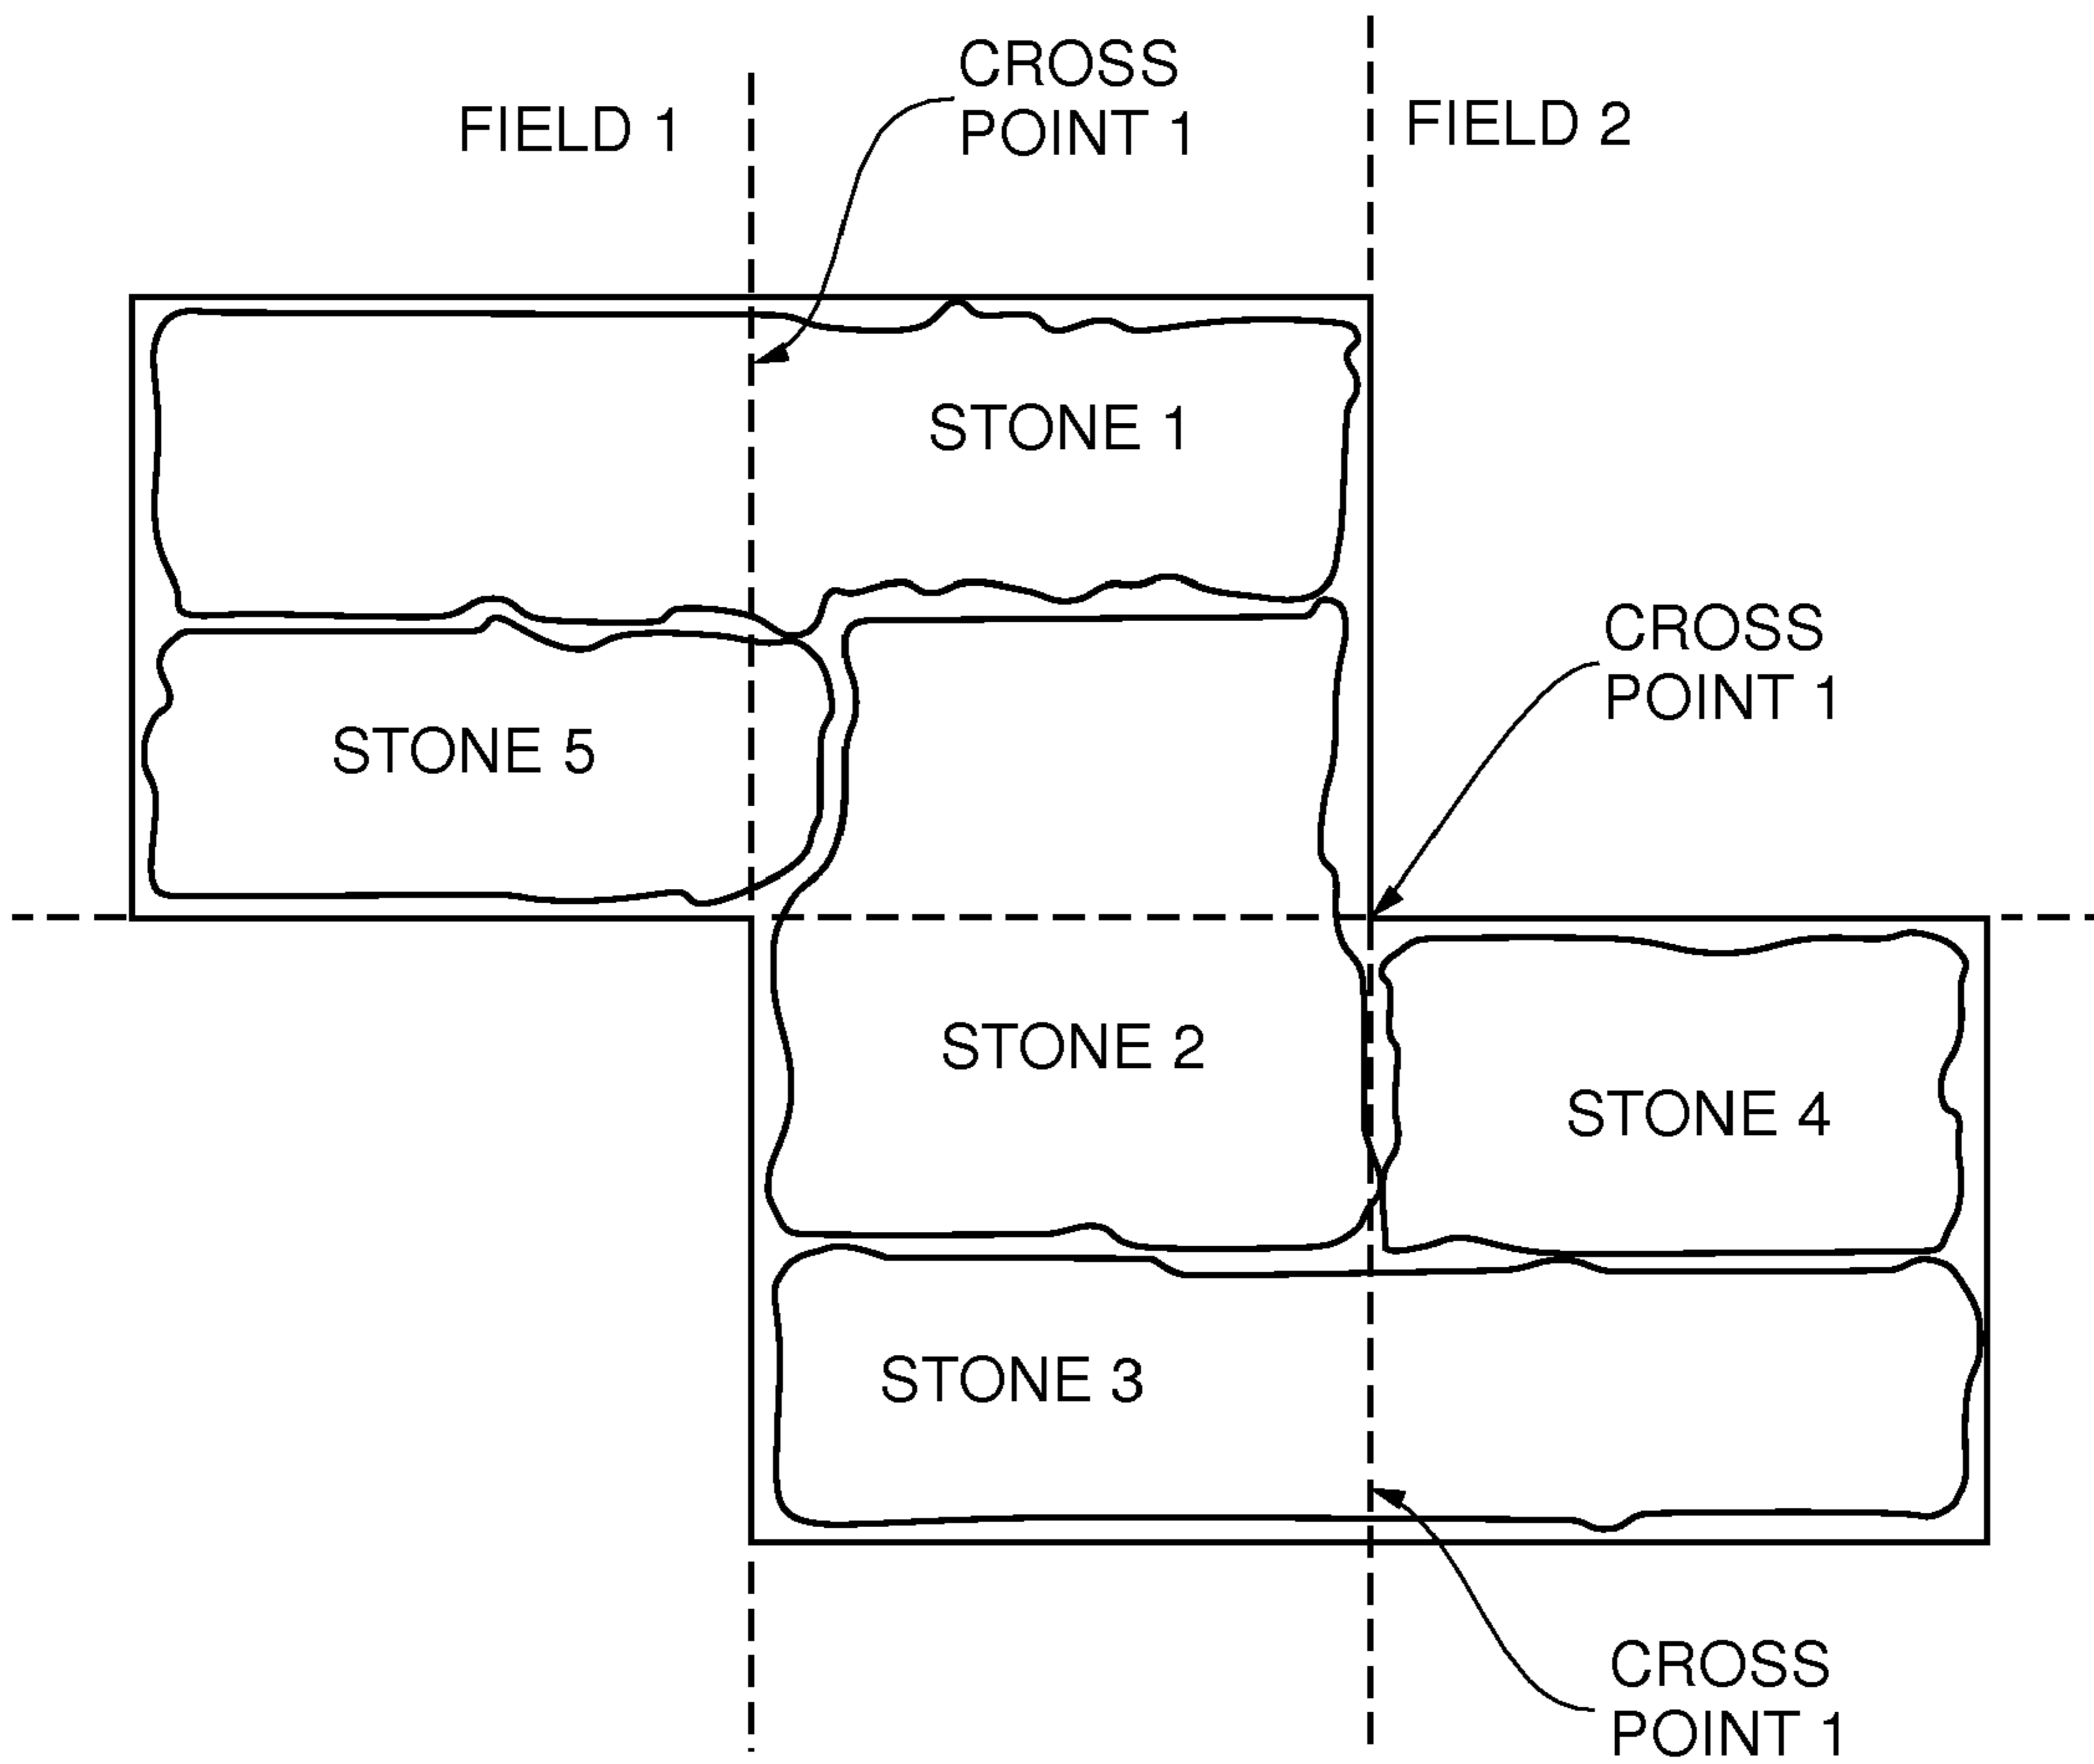 CROSS
POINT 1
FIELD 1
FIELD 2
STONE 1
CROSS
POINT 1
STONE 5
STONE 2
STONE 4
STONE 3
CROSS
POINT 1